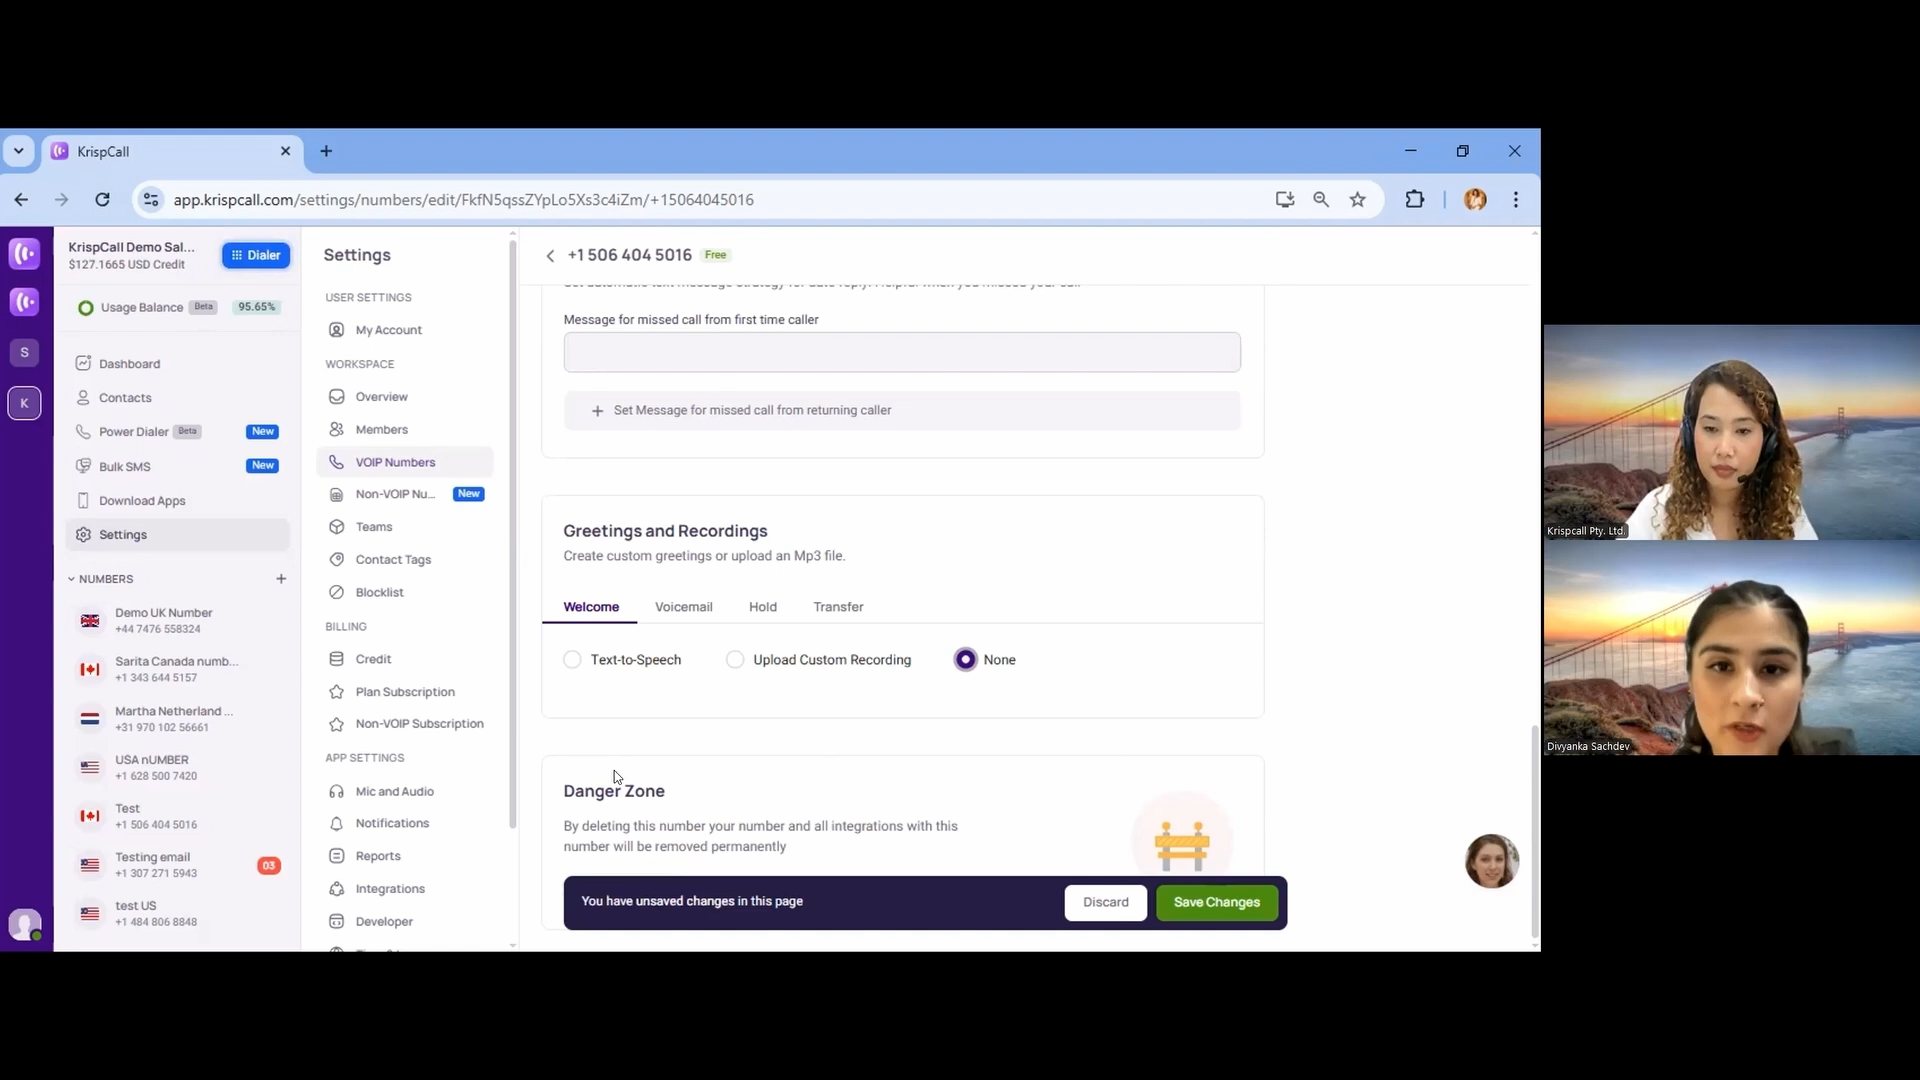 KrispCall
app.krispcall.com/settings/numbers/edit/FkfN5qssZYpLo5Xs3c4iZm/+15064045016
S
K
KrispCall Demo Sal...
$127.1665 USD Credit
Dialer
Usage Balance Beta 95.65%
Dashboard
Contacts
Power Dialer Beta New
Bulk SMS New
Download Apps
Settings
NUMBERS
Demo UK Number
+44 7476 558324
Sarita Canada numb...
+1 343 644 5157
Martha Netherland ...
+31 970 102 56661
USA nUMBER
+1 628 500 7420
Test
+1 506 404 5016
Testing email
+1 307 271 5943
03
test US
+1 484 806 8848
Settings
USER SETTINGS
My Account
WORKSPACE
Overview
Members
VOIP Numbers
Non-VOIP Nu... New
Teams
Contact Tags
Blocklist
BILLING
Credit
Plan Subscription
Non-VOIP Subscription
APP SETTINGS
Mic and Audio
Notifications
Reports
Integrations
Developer
+1 506 404 5016 Free
Message for missed call from first time caller
+ Set Message for missed call from returning caller
Greetings and Recordings
Create custom greetings or upload an Mp3 file.
Welcome Voicemail Hold Transfer
Text-to-Speech Upload Custom Recording None
Danger Zone
By deleting this number your number and all integrations with this
number will be removed permanently
You have unsaved changes in this page
Discard
Save Changes
Krispcall Pty. Ltd.
Divyanka Sachdev